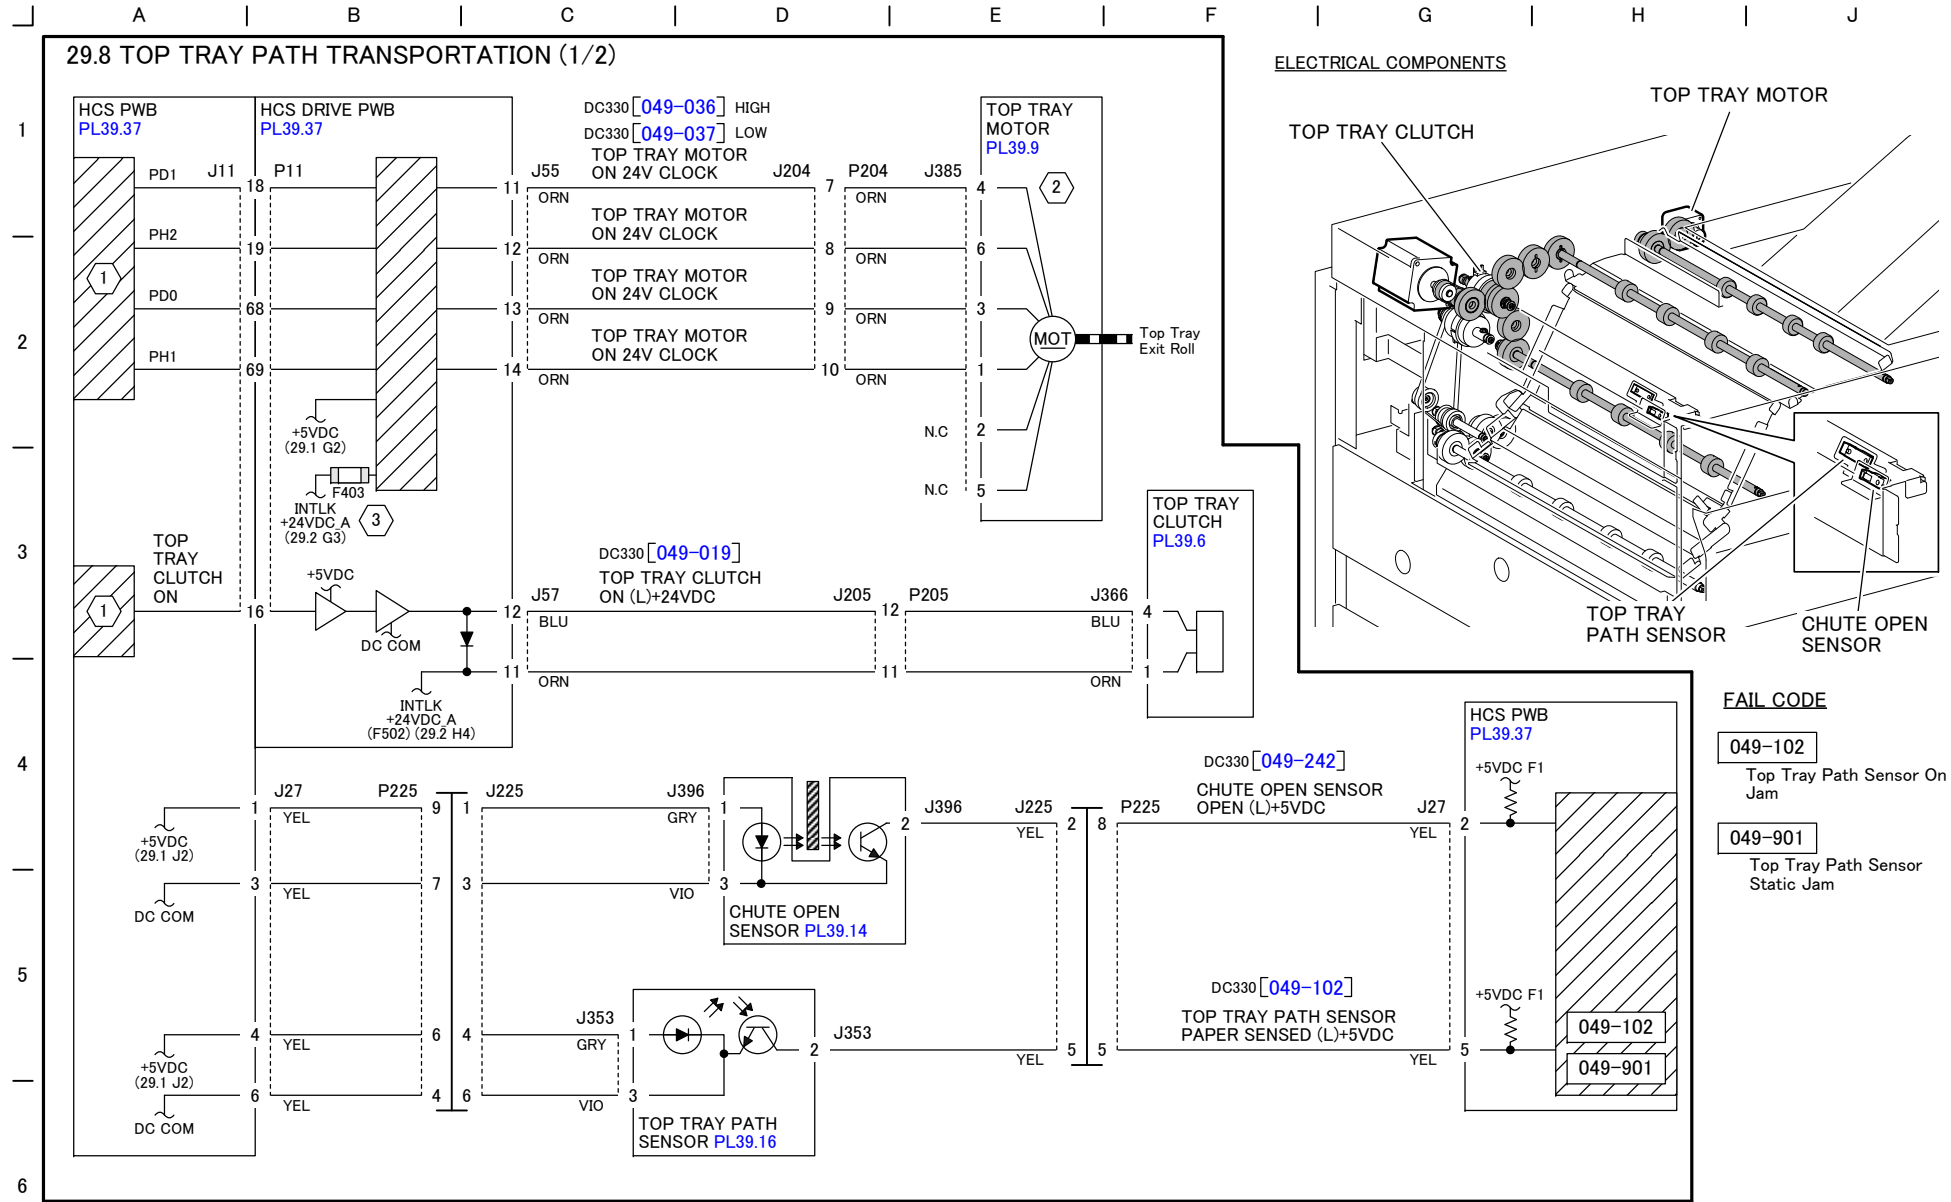 A B C D E F G H J
29.8 TOP TRAY PATH TRANSPORTATION (1/2)
1
2
3
4
5
6
HCS PWB
PL39.37
HCS DRIVE PWB
PL39.37
DC330 [049-036] HIGH
DC330 [049-037] LOW
TOP TRAY
MOTOR
PL39.9
2
1
PD1 J11 18 P11 11 J55 ORN
TOP TRAY MOTOR
ON 24V CLOCK
J204 7 P204 ORN J385 4
PH2 19 12 ORN
TOP TRAY MOTOR
ON 24V CLOCK
8 ORN 6
PD0 68 13 ORN
TOP TRAY MOTOR
ON 24V CLOCK
9 ORN 3
PH1 69 14 ORN
TOP TRAY MOTOR
ON 24V CLOCK
10 ORN 1
MOT
Top Tray
Exit Roll
N.C 2
N.C 5
+5VDC
(29.1 G2)
F403
INTLK
+24VDC_A
(29.2 G3)
3
TOP
TRAY
CLUTCH
ON
1
16
+5VDC
DC COM
INTLK
+24VDC_A
(F502) (29.2 H4)
DC330 [049-019]
TOP TRAY CLUTCH
ON (L)+24VDC
12 J57 BLU J205 12 P205 J366 BLU 4
11 ORN 11 ORN 1
TOP TRAY
CLUTCH
PL39.6
1 J27 YEL P225 9 1 J225 J396 GRY 1
+5VDC
(29.1 J2)
3 YEL 7 3 VIO 3
DC COM
CHUTE OPEN
SENSOR PL39.14
2 J396 J225 YEL 2 8 P225
DC330 [049-242]
CHUTE OPEN SENSOR
OPEN (L)+5VDC
J27 YEL 2
HCS PWB
PL39.37
+5VDC F1
4 YEL 6 4 J353 GRY 1
+5VDC
(29.1 J2)
6 YEL 4 6 VIO 3
DC COM
TOP TRAY PATH
SENSOR PL39.16
2 J353 YEL 5 5
DC330 [049-102]
TOP TRAY PATH SENSOR
PAPER SENSED (L)+5VDC
YEL 5
+5VDC F1
049-102
049-901
ELECTRICAL COMPONENTS
TOP TRAY MOTOR
TOP TRAY CLUTCH
TOP TRAY
PATH SENSOR
CHUTE OPEN
SENSOR
FAIL CODE
049-102
Top Tray Path Sensor On
Jam
049-901
Top Tray Path Sensor
Static Jam